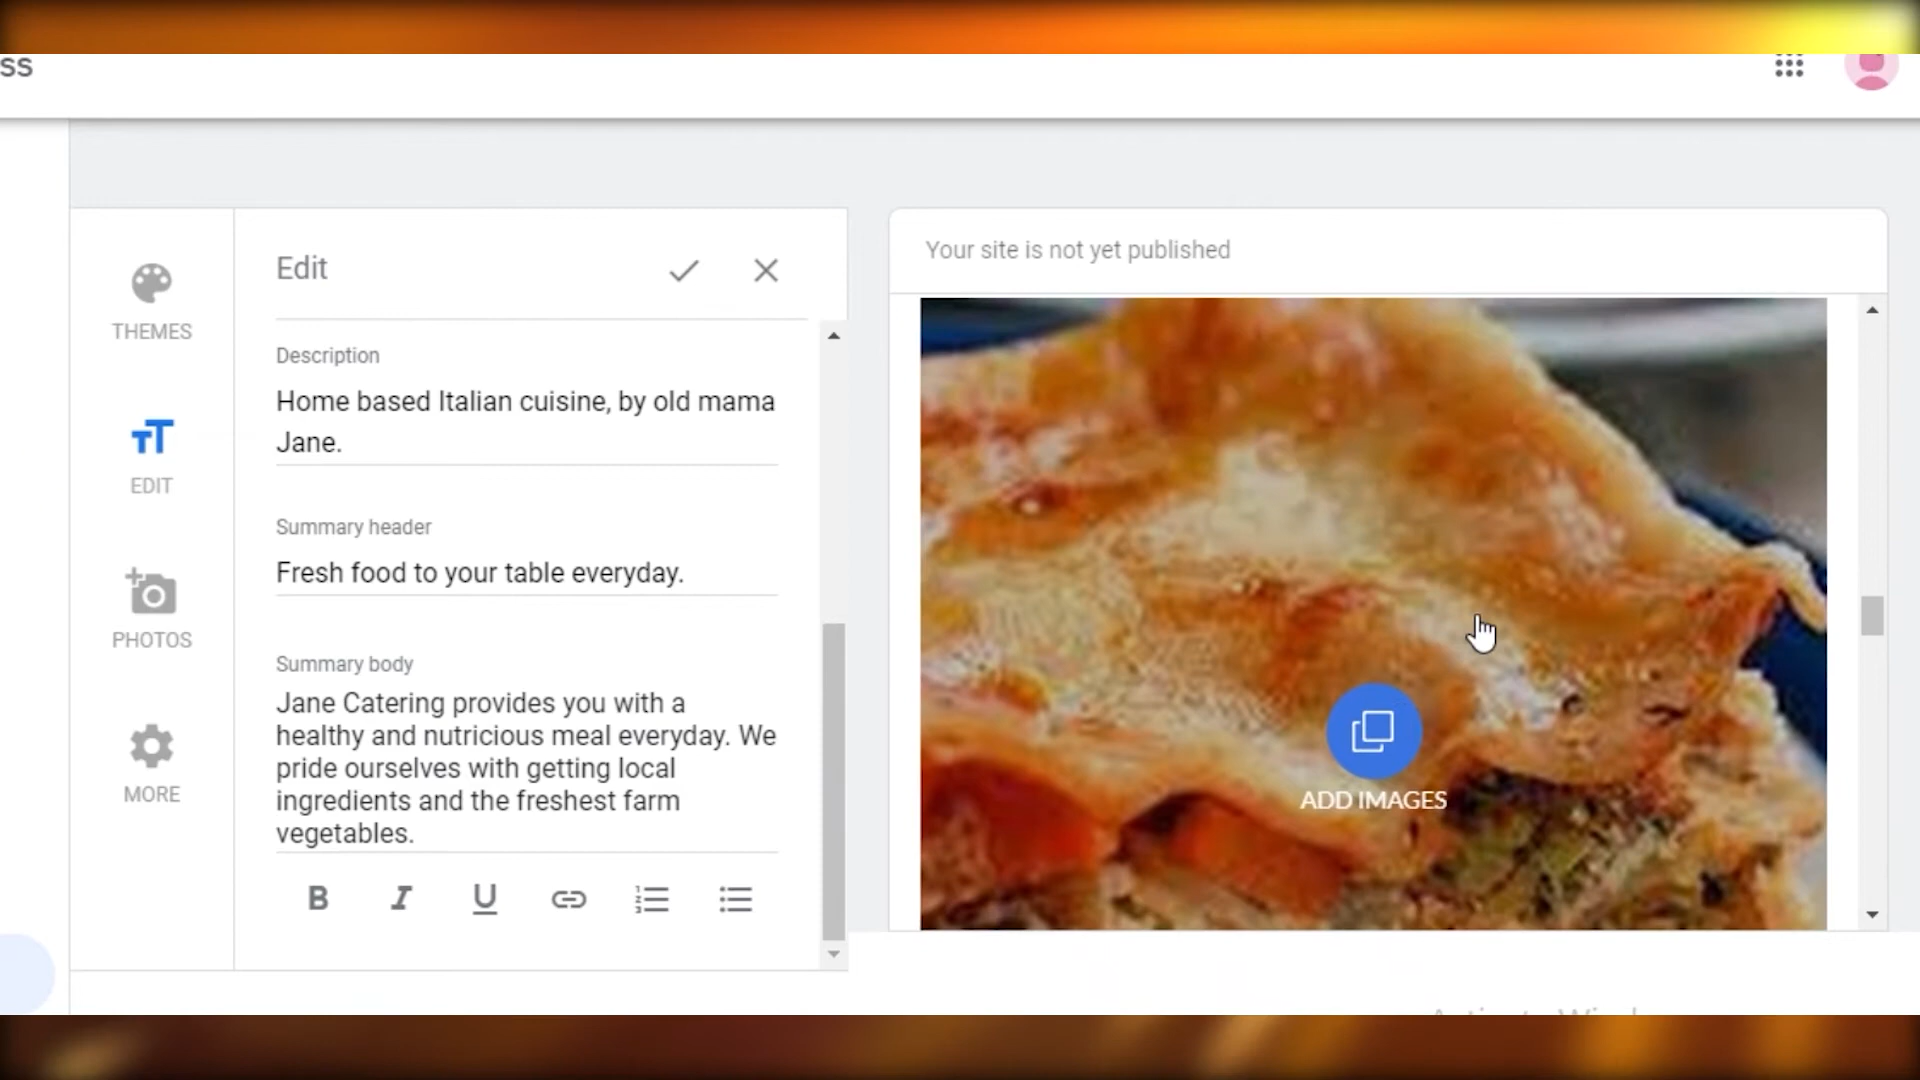 ss
THEMES
EDIT
PHOTOS
MORE
Edit
Description
Home based Italian cuisine, by old mama
Jane.
Summary header
Fresh food to your table everyday.
Summary body
Jane Catering provides you with a
healthy and nutricious meal everyday. We
pride ourselves with getting local
ingredients and the freshest farm
vegetables.
B I U
Your site is not yet published
ADD IMAGES